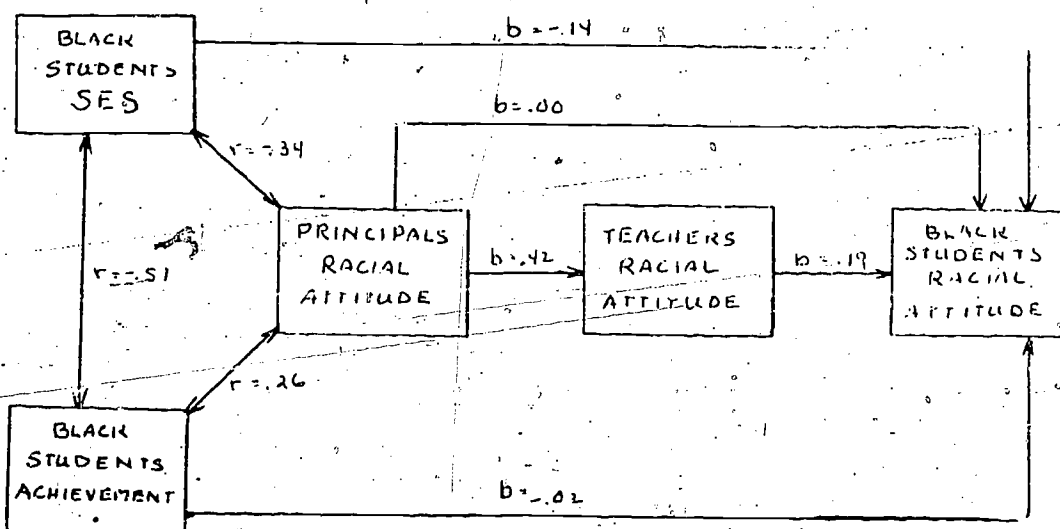 BLACK
STUDENTS
SES
b=-.14
b=.00
r=-.34
PRINCIPALS
RACIAL
ATTITUDE
b=.42
TEACHERS
RACIAL
ATTITUDE
b=.19
BLACK
STUDENTS
RACIAL
ATTITUDE
r=-.51
r=.26
BLACK
STUDENTS
ACHIEVEMENT
b=-.02